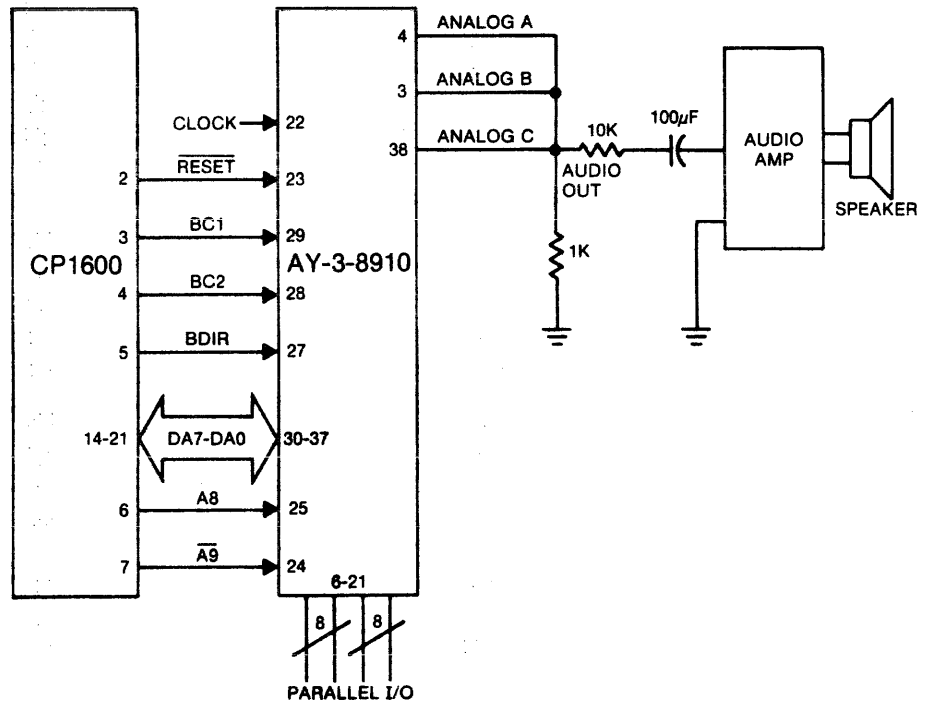 ANALOG A
4
ANALOG B
3
ANALOG C
38
10K
100μF
AUDIO
OUT
AUDIO
AMP
SPEAKER
1K
CLOCK
22
2
RESET
23
3
BC1
29
CP1600
AY-3-8910
4
BC2
28
5
BDIR
27
14-21
DA7-DA0
30-37
6
A8
25
7
A9
24
6-21
8
8
PARALLEL I/O